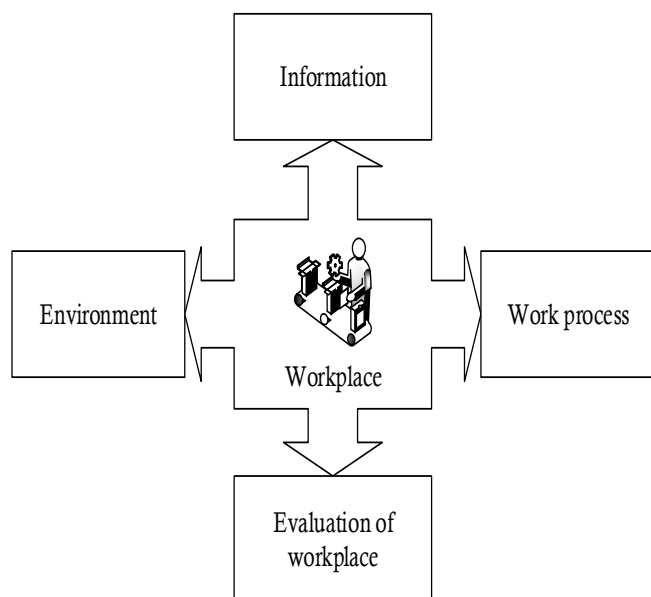 Information
Environment
Work process
Workplace
Evaluation of
workplace